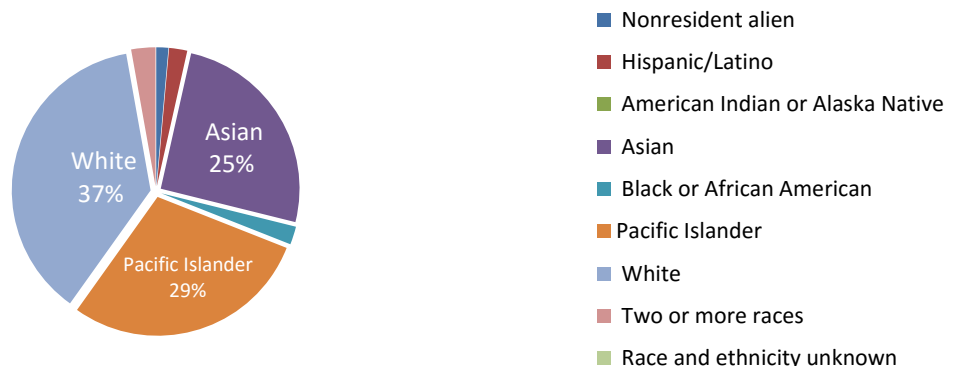 Asian
25%
White
37%
Pacific Islander
29%
Nonresident alien
Hispanic/Latino
American Indian or Alaska Native
Asian
Black or African American
Pacific Islander
White
Two or more races
Race and ethnicity unknown